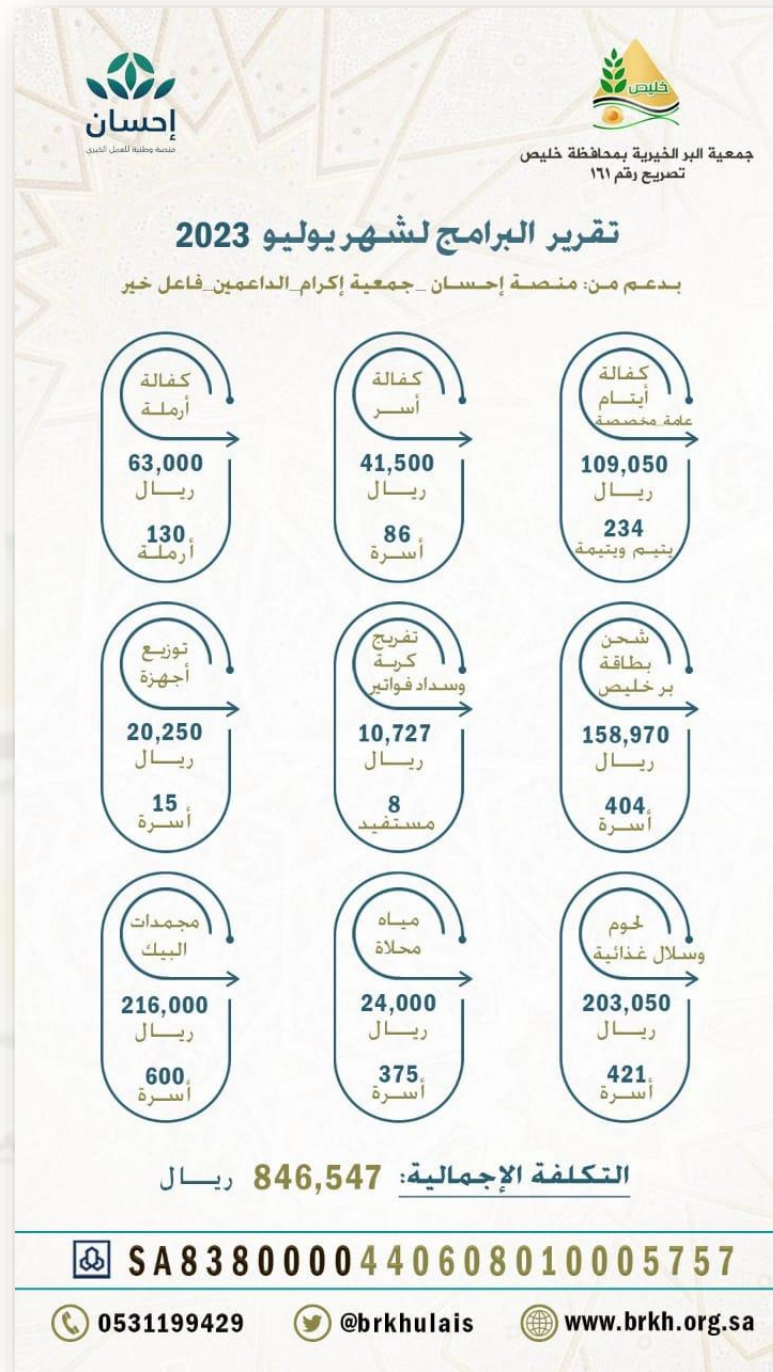 خليص
جمعية البر الخيرية بمحافظة خليص
تصريح رقم ١٦١
إحسان
منصة وطنية للعمل الخيري
تقرير البرامج لشهر يوليو 2023
بدعم من: منصة إحسان _جمعية إكرام_الداعمين_فاعل خير
كفالة
أيتام
عامة_مخصصة
109,050
ريال
234
يتيم ويتيمة
كفالة
أسر
41,500
ريال
86
أسرة
كفالة
أرملة
63,000
ريال
130
أرملة
شحن
بطاقة
بر خليص
158,970
ريال
404
أسرة
تفريج
كربة
وسداد فواتير
10,727
ريال
8
مستفيد
توزيع
أجهزة
20,250
ريال
15
أسرة
لحوم
وسلال غذائية
203,050
ريال
421
أسرة
مياه
محلاة
24,000
ريال
375
أسرة
مجمدات
البيك
216,000
ريال
600
أسرة
التكلفة الإجمالية: 846,547 ريال
SA8380000440608010005757
0531199429 @brkhulais www.brkh.org.sa